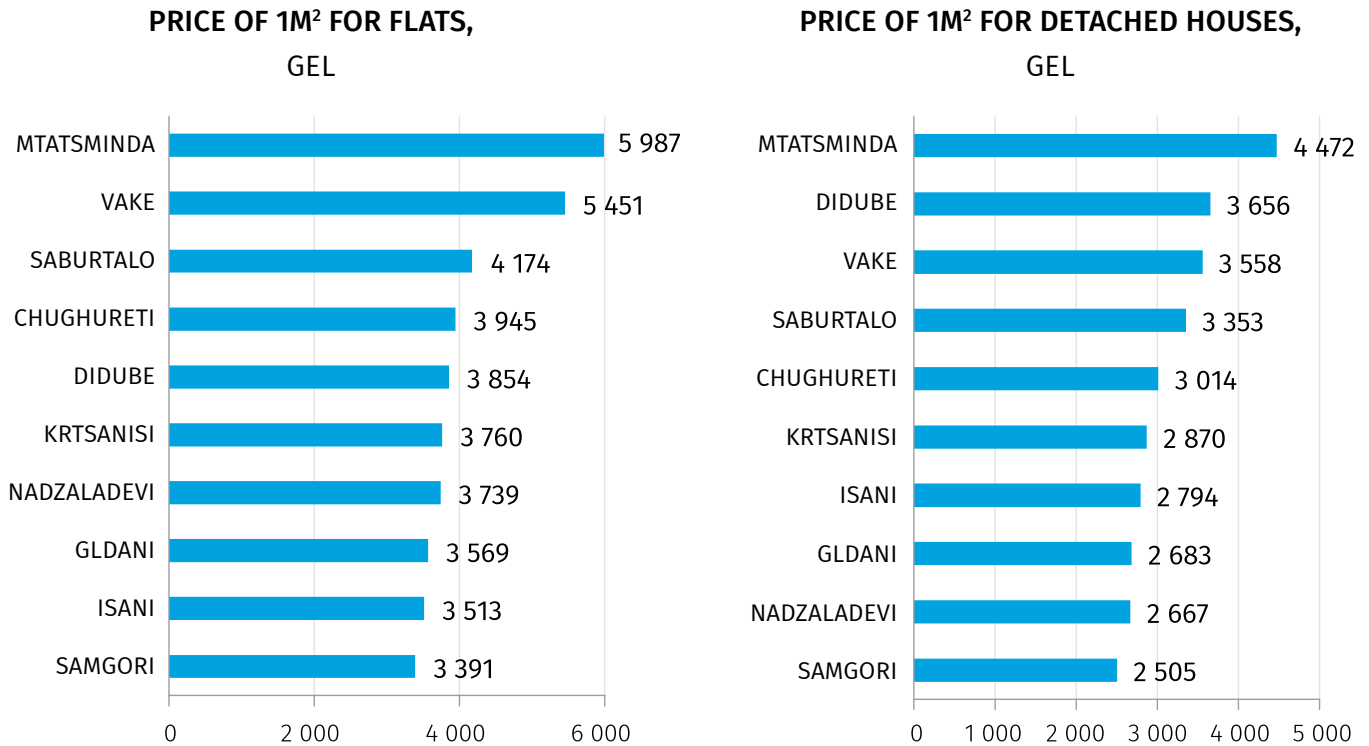 PRICE OF 1M² FOR FLATS,
GEL
MTATSMINDA 5 987
VAKE 5 451
SABURTALO 4 174
CHUGHURETI 3 945
DIDUBE 3 854
KRTSANISI 3 760
NADZALADEVI 3 739
GLDANI 3 569
ISANI 3 513
SAMGORI 3 391
0 2 000 4 000 6 000
PRICE OF 1M² FOR DETACHED HOUSES,
GEL
MTATSMINDA 4 472
DIDUBE 3 656
VAKE 3 558
SABURTALO 3 353
CHUGHURETI 3 014
KRTSANISI 2 870
ISANI 2 794
GLDANI 2 683
NADZALADEVI 2 667
SAMGORI 2 505
0 1 000 2 000 3 000 4 000 5 000